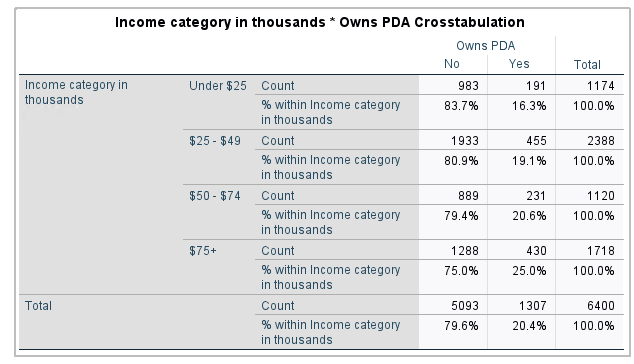 Income category in thousands * Owns PDA Crosstabulation
Owns PDA
No Yes Total
Income category in thousands Under $25 Count 983 191 1174
% within Income category in thousands 83.7% 16.3% 100.0%
$25 - $49 Count 1933 455 2388
% within Income category in thousands 80.9% 19.1% 100.0%
$50 - $74 Count 889 231 1120
% within Income category in thousands 79.4% 20.6% 100.0%
$75+ Count 1288 430 1718
% within Income category in thousands 75.0% 25.0% 100.0%
Total Count 5093 1307 6400
% within Income category in thousands 79.6% 20.4% 100.0%